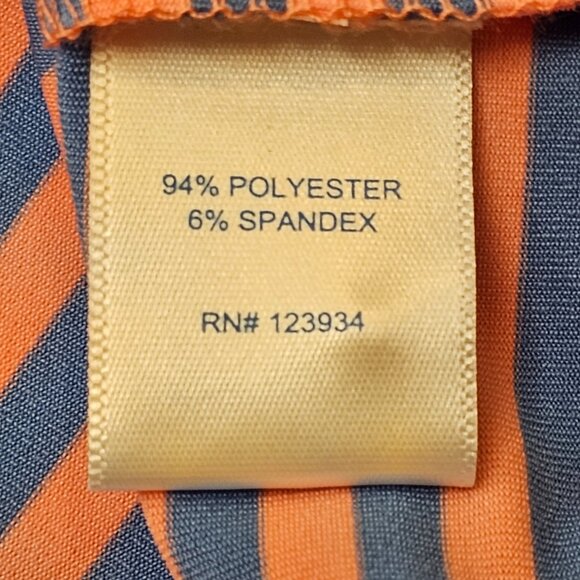 94% POLYESTER
6% SPANDEX
RN# 123934